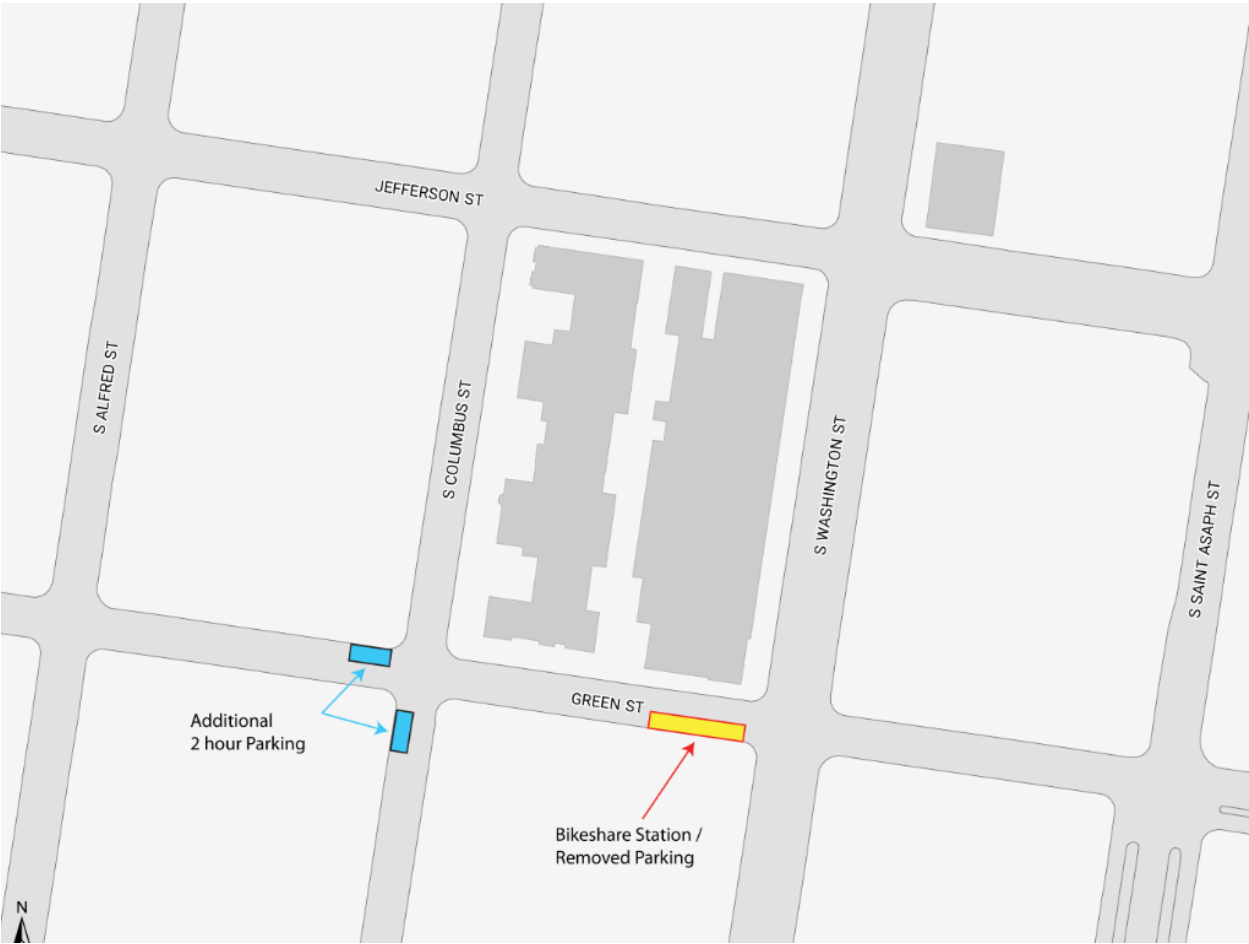 JEFFERSON ST
S ALFRED ST
S COLUMBUS ST
S WASHINGTON ST
S SAINT ASAPH ST
GREEN ST
Additional
2 hour Parking
Bikeshare Station /
Removed Parking
N